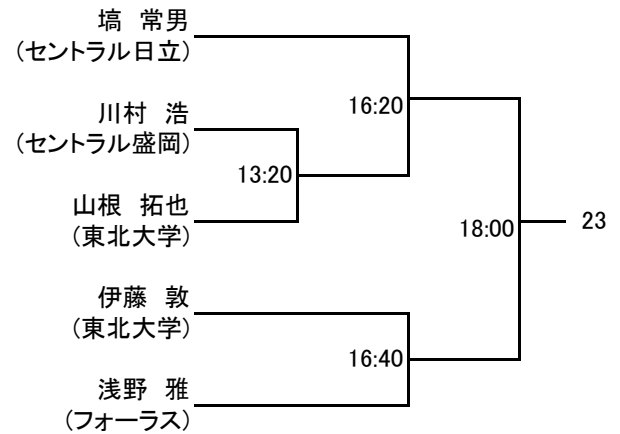 塙　常男
（セントラル日立）
16:20
川村　浩
（セントラル盛岡）
13:20
山根　拓也
（東北大学）
18:00
23
伊藤　敦
（東北大学）
16:40
浅野　雅
（フォーラス）